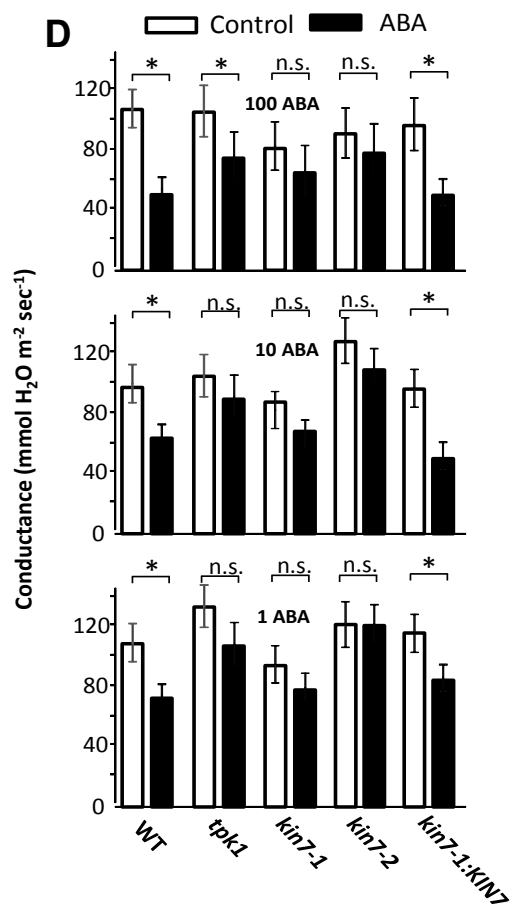 D
Control ABA
* * n.s. n.s. *
100 ABA
120
80
40
0
* n.s. n.s. n.s. *
10 ABA
120
80
40
0
* n.s. n.s. n.s. *
1 ABA
120
80
40
0
Conductance (mmol H₂O m⁻² sec⁻¹)
WT tpk1 kin7-1 kin7-2 kin7-1:KIN7